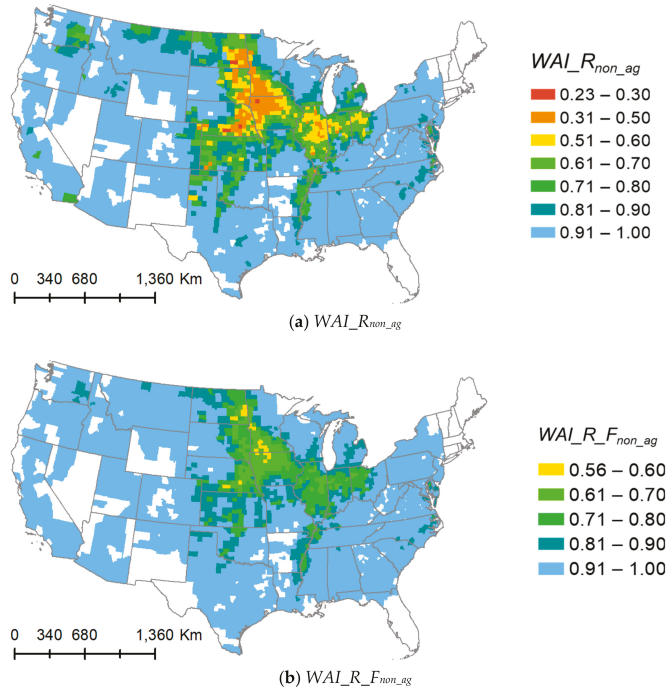 WAI_Rnon_ag
0.23 – 0.30
0.31 – 0.50
0.51 – 0.60
0.61 – 0.70
0.71 – 0.80
0.81 – 0.90
0.91 – 1.00
0 340 680 1,360 Km
(a) WAI_Rnon_ag
WAI_R_Fnon_ag
0.56 – 0.60
0.61 – 0.70
0.71 – 0.80
0.81 – 0.90
0.91 – 1.00
0 340 680 1,360 Km
(b) WAI_R_Fnon_ag